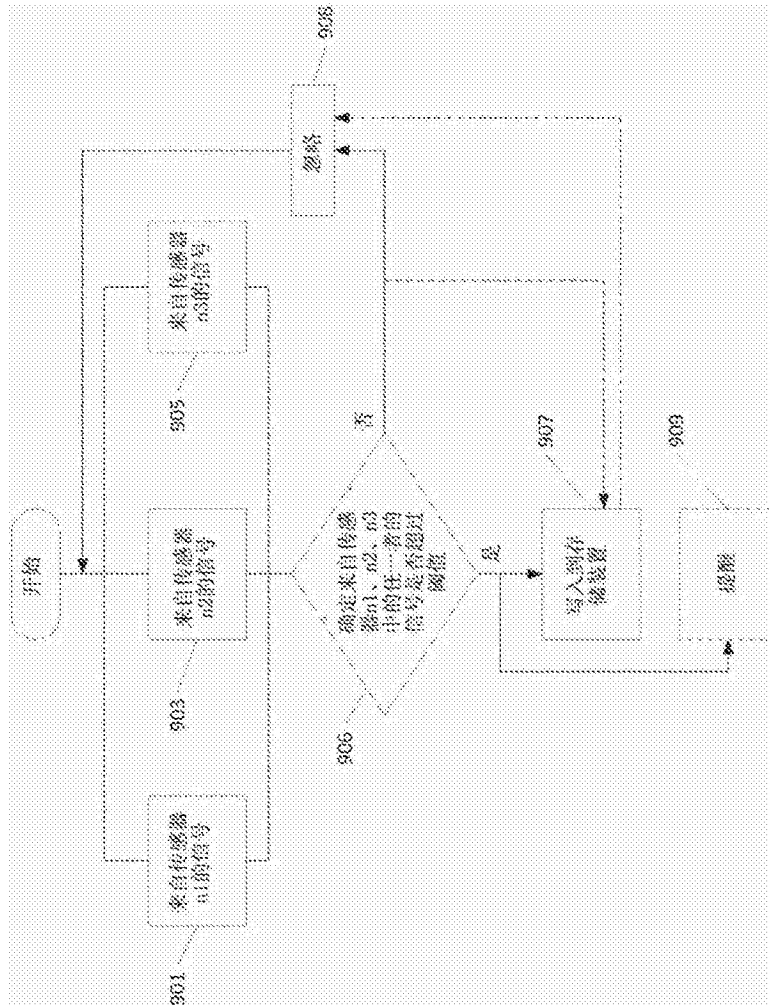 开始
901
来自传感器
n1的信号
903
来自传感器
n2的信号
905
来自传感器
n3的信号
906
确定来自传感
器n1、n2、n3
中的任一者的
信号是否超过
阈值
否
是
908
忽略
907
写入到存
储装置
909
提醒